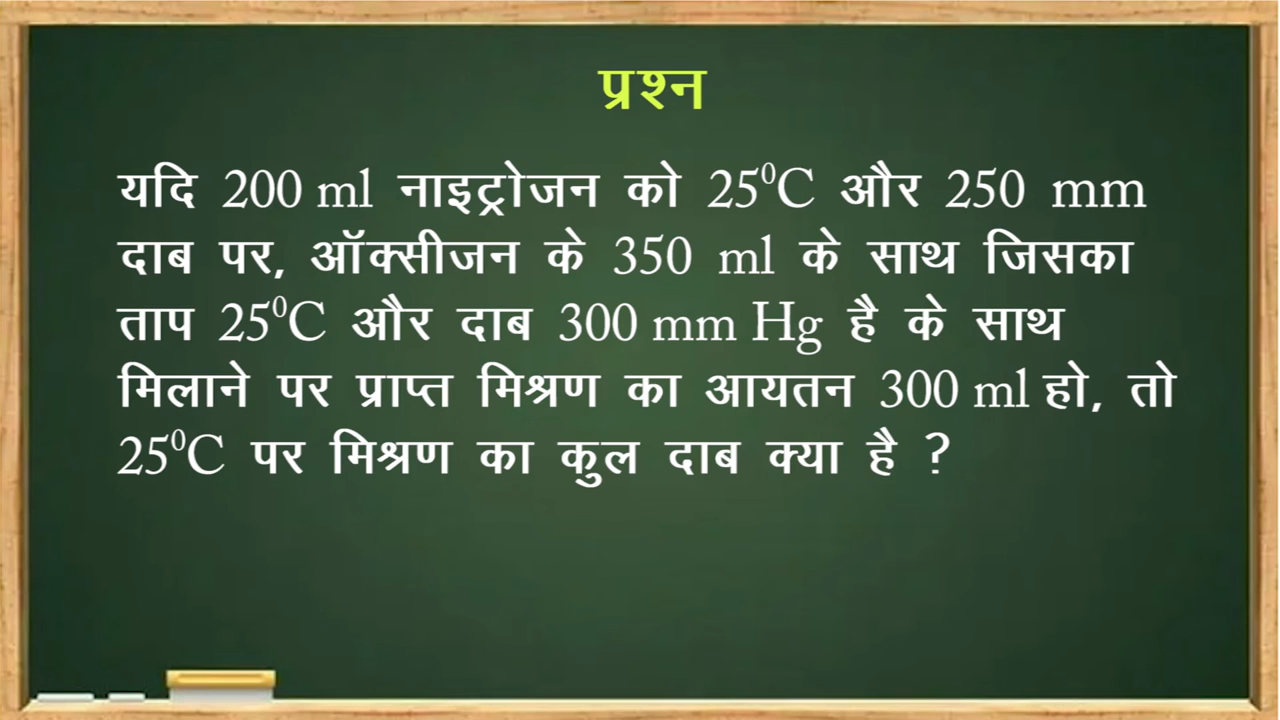 प्रश्न
यदि 200 ml नाइट्रोजन को 25⁰C और 250 mm
दाब पर, ऑक्सीजन के 350 ml के साथ जिसका
ताप 25⁰C और दाब 300 mm Hg है के साथ
मिलाने पर प्राप्त मिश्रण का आयतन 300 ml हो, तो
25⁰C पर मिश्रण का कुल दाब क्या है ?